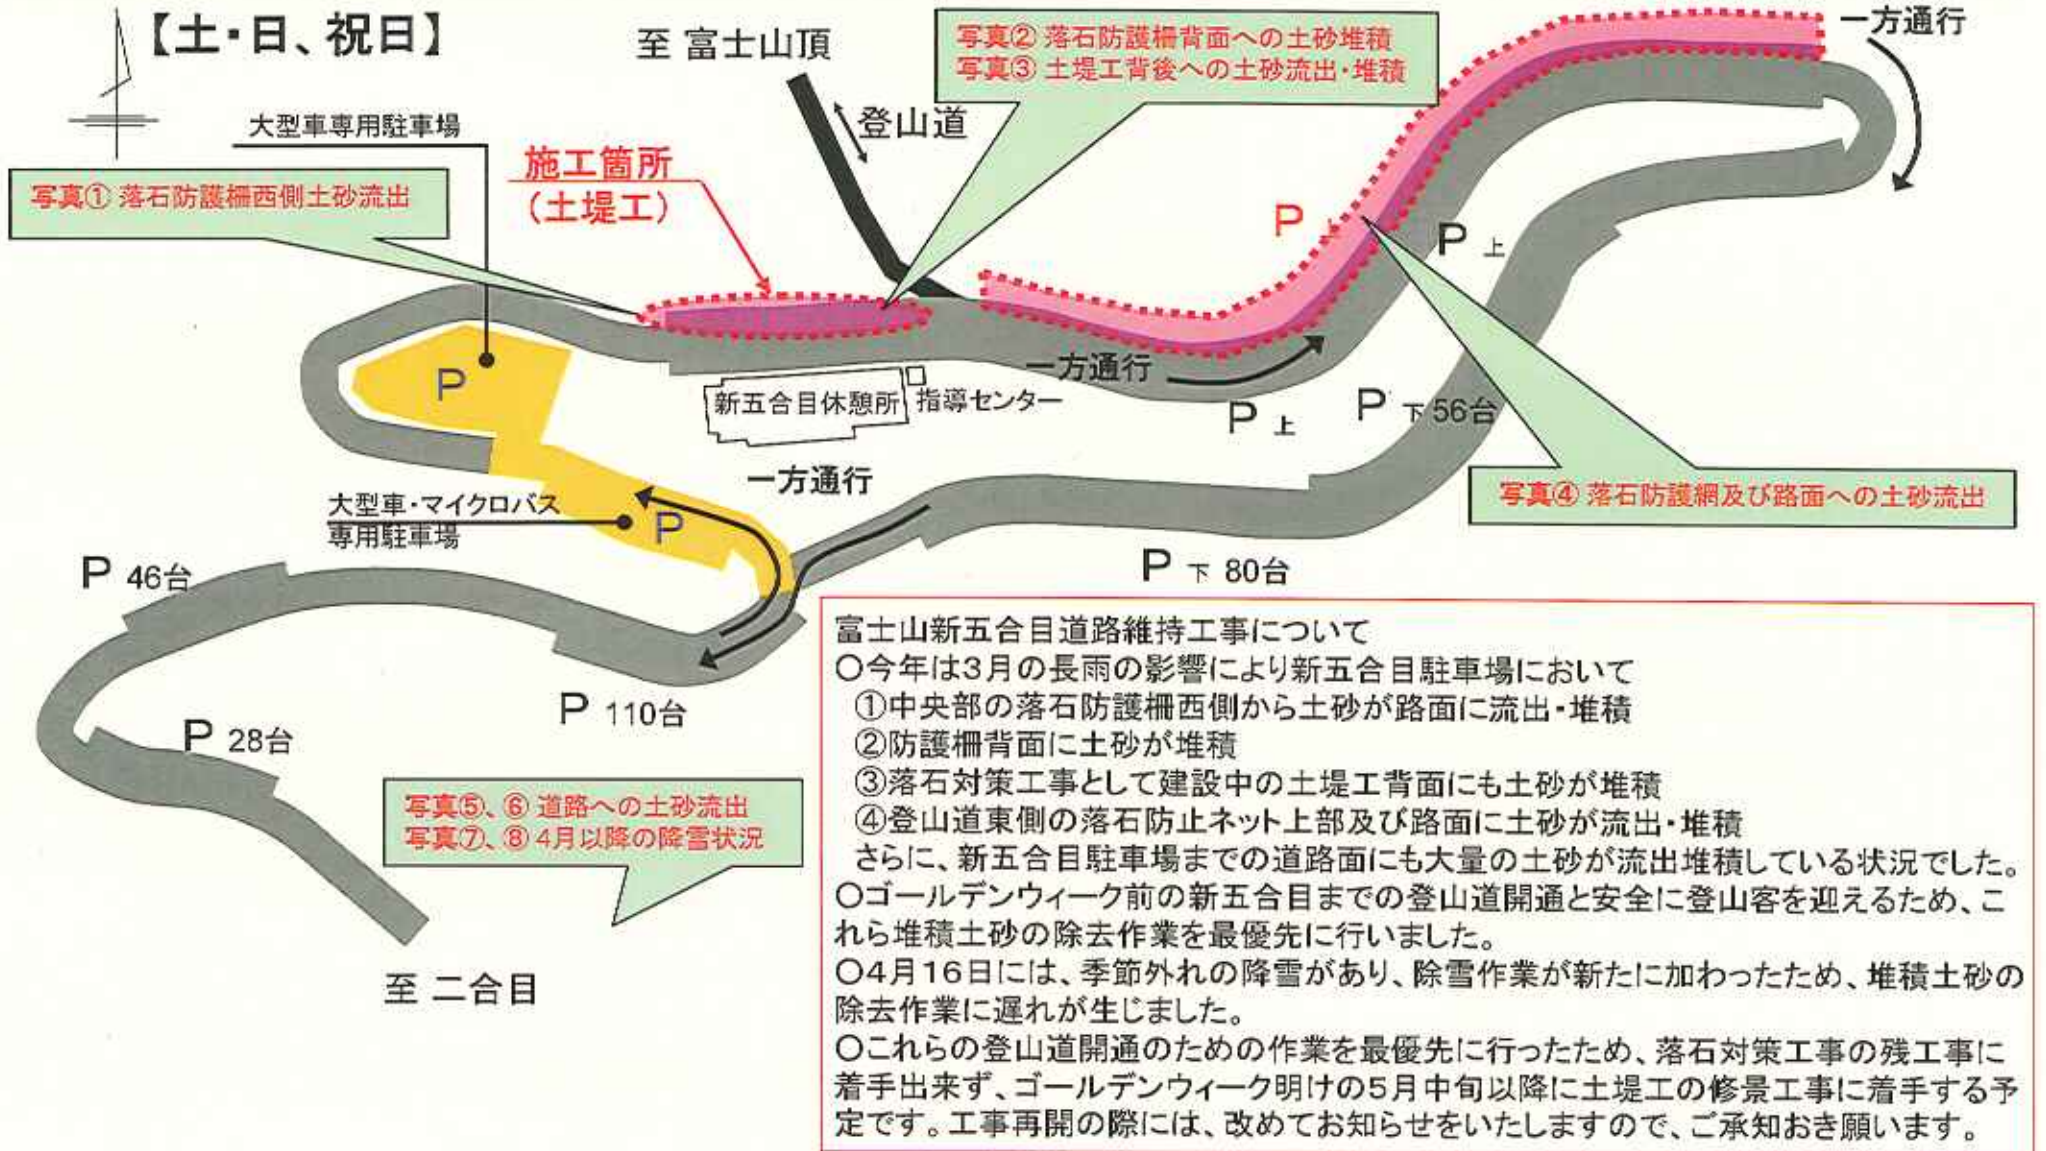 【土・日、祝日】
至 富士山頂
写真② 落石防護柵背面への土砂堆積
写真③ 土堤工背後への土砂流出・堆積
一方通行
大型車専用駐車場
登山道
施工箇所
(土堤工)
写真① 落石防護柵西側土砂流出
P 上
P 上
P
新五合目休憩所
指導センター
一方通行
P 上
P 下 56台
一方通行
大型車・マイクロバス
専用駐車場
P
写真④ 落石防護網及び路面への土砂流出
P 46台
P 下 80台
P 110台
P 28台
写真⑤、⑥ 道路への土砂流出
写真⑦、⑧ 4月以降の降雪状況
至 二合目
富士山新五合目道路維持工事について
○今年は3月の長雨の影響により新五合目駐車場において
①中央部の落石防護柵西側から土砂が路面に流出・堆積
②防護柵背面に土砂が堆積
③落石対策工事として建設中の土堤工背面にも土砂が堆積
④登山道東側の落石防止ネット上部及び路面に土砂が流出・堆積
さらに、新五合目駐車場までの道路面にも大量の土砂が流出堆積している状況でした。
○ゴールデンウィーク前の新五合目までの登山道開通と安全に登山客を迎えるため、こ
れら堆積土砂の除去作業を最優先に行いました。
○4月16日には、季節外れの降雪があり、除雪作業が新たに加わったため、堆積土砂の
除去作業に遅れが生じました。
○これらの登山道開通のための作業を最優先に行ったため、落石対策工事の残工事に
着手出来ず、ゴールデンウィーク明けの5月中旬以降に土堤工の修景工事に着手する予
定です。工事再開の際には、改めてお知らせをいたしますので、ご承知おき願います。